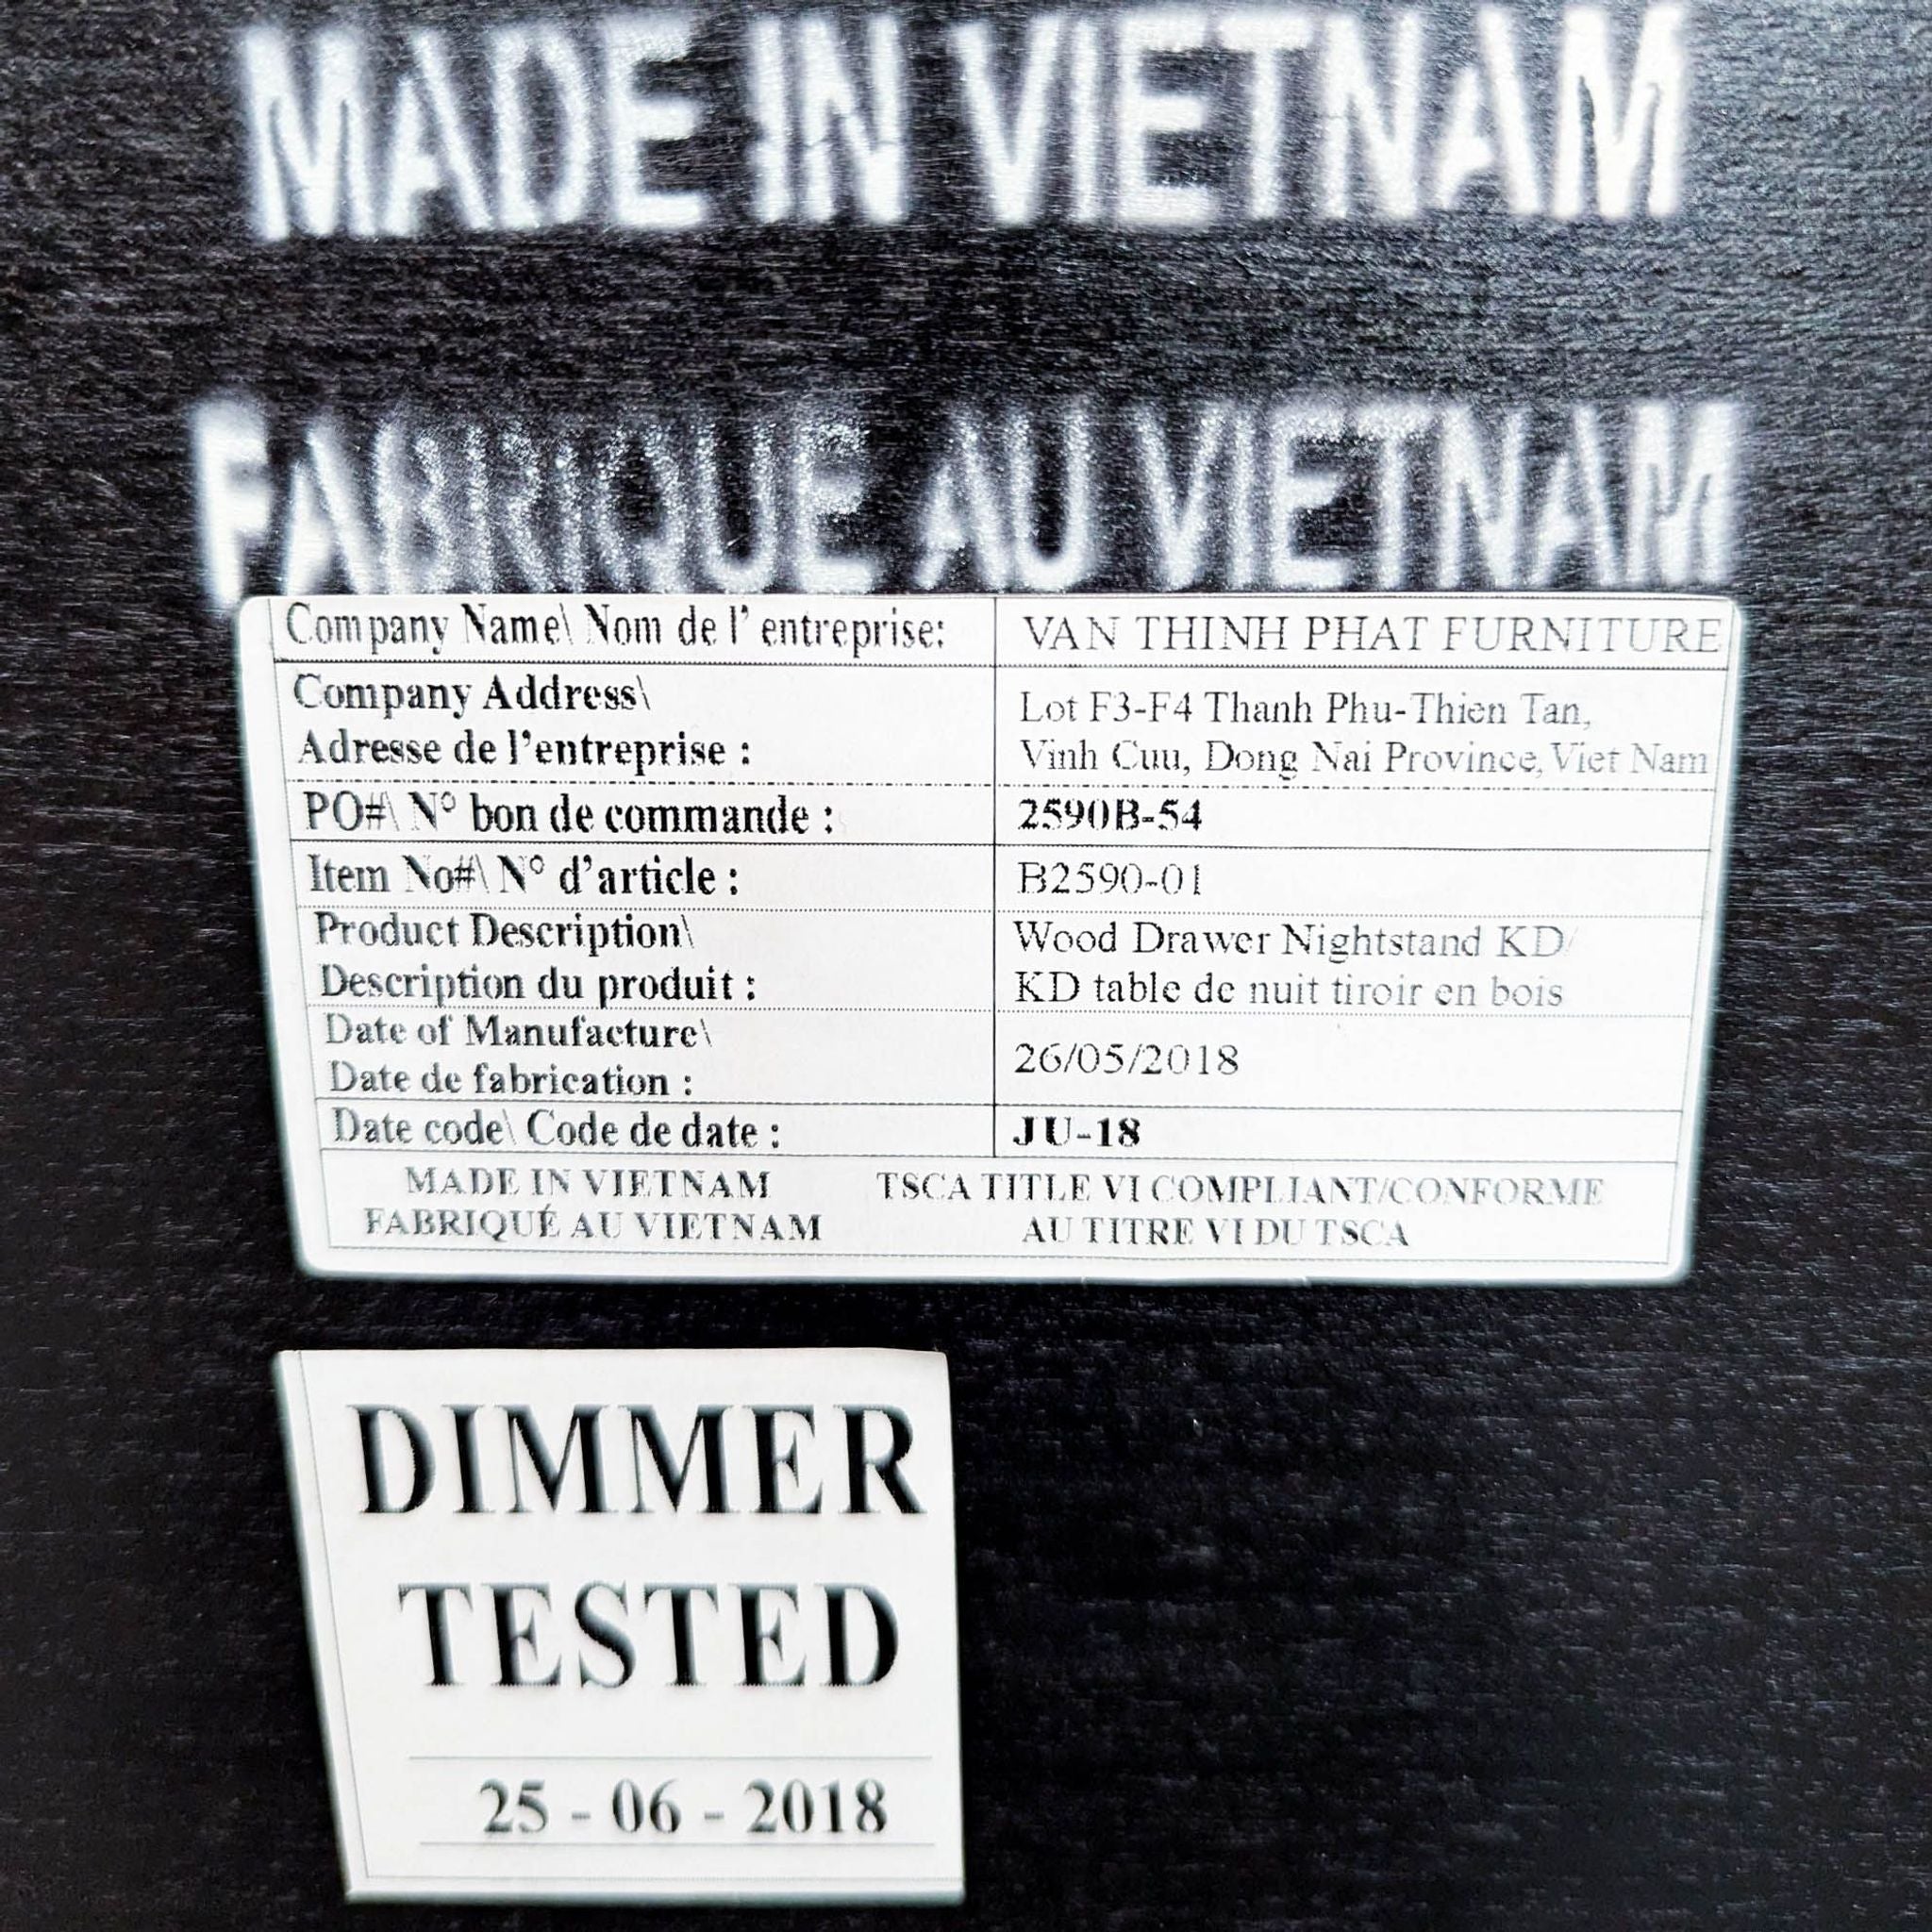 MADE IN VIETNAM
FABRIQUE AU VIETNAM
Company Name\ Nom de l' entreprise: VAN THINH PHAT FURNITURE
Company Address\
Adresse de l'entreprise :
Lot F3-F4 Thanh Phu-Thien Tan,
Vinh Cuu, Dong Nai Province, Viet Nam
PO#\ N° bon de commande : 2590B-54
Item No#\ N° d'article : B2590-01
Product Description\
Description du produit :
Wood Drawer Nightstand KD/
KD table de nuit tiroir en bois
Date of Manufacture\
Date de fabrication :
26/05/2018
Date code\ Code de date : JU-18
MADE IN VIETNAM
FABRIQUÉ AU VIETNAM
TSCA TITLE VI COMPLIANT/CONFORME
AU TITRE VI DU TSCA
DIMMER
TESTED
25 - 06 - 2018